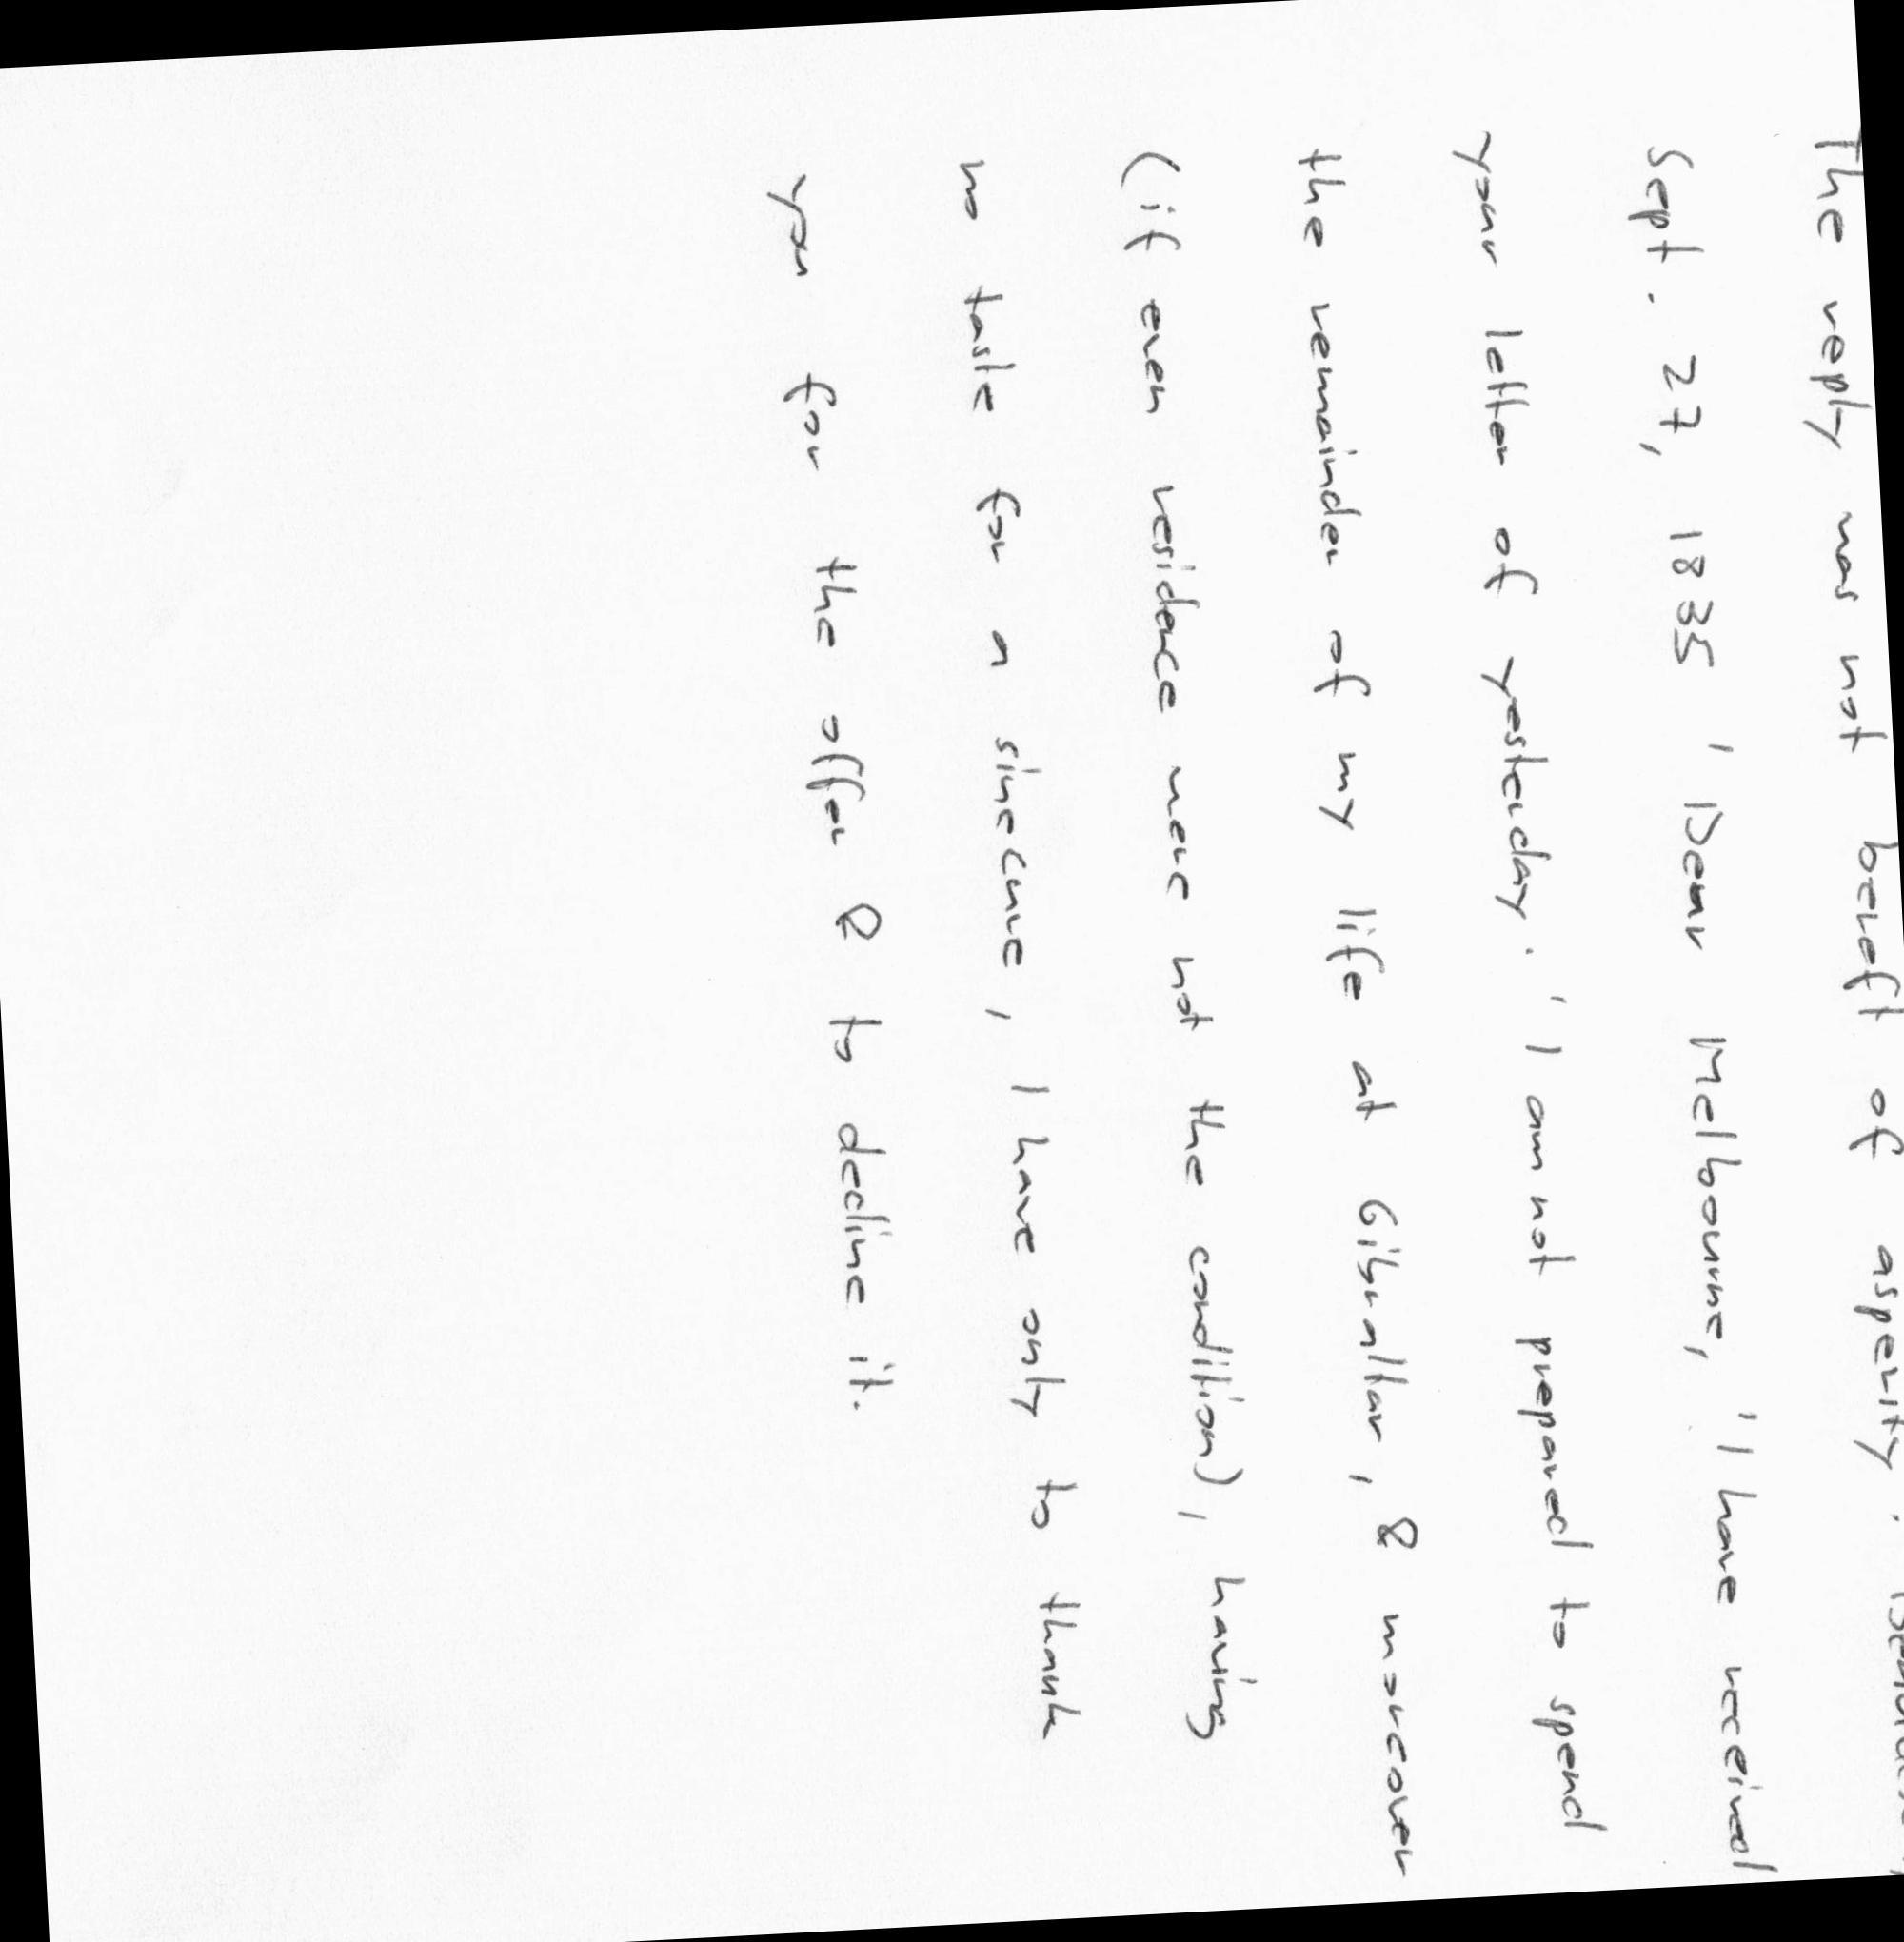 The reply was not bereft of asperity.
Sept. 27, 1835 ' Dear Melbourne, 'I have received
your letter of yesterday. 'I am not prepared to spend
the remainder of my life at Gibraltar, & moreover
(if even residence were not the condition), having
no taste for a sinecure, I have only to thank
you for the offer & to decline it.